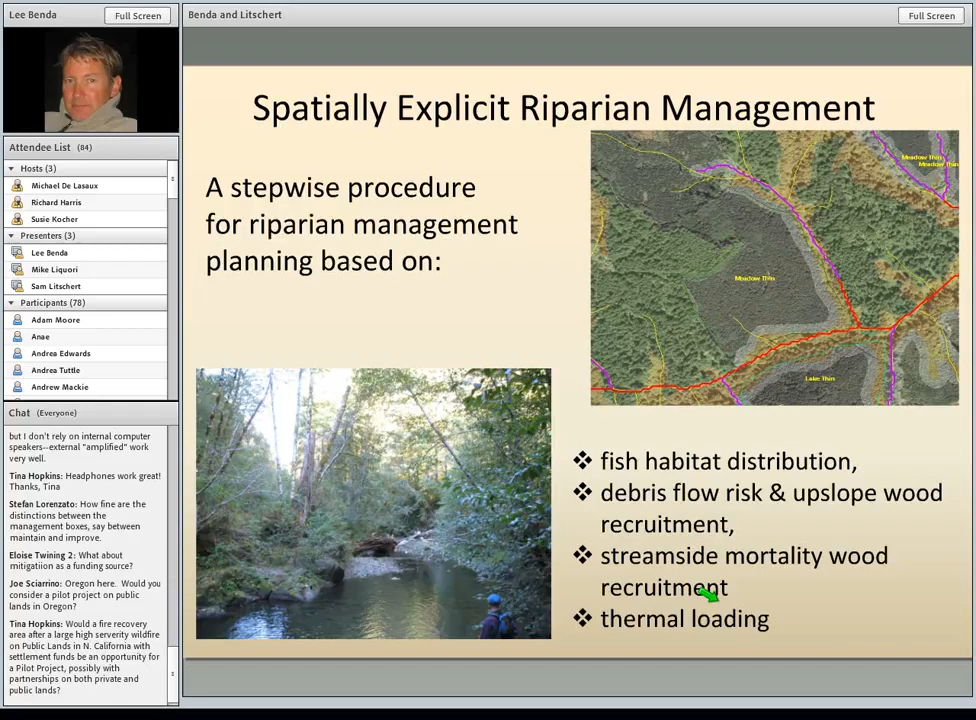 Lee Benda
Full Screen
Benda and Litschert
Full Screen
Attendee List (84)
Hosts (3)
Michael De Lasaux
Richard Harris
Susie Kocher
Presenters (3)
Lee Benda
Mike Liquori
Sam Litschert
Participants (78)
Adam Moore
Anae
Andrea Edwards
Andrea Tuttle
Andrew Mackie
Chat (Everyone)
but I don't rely on internal computer
speakers--external "amplified" work
very well.
Tina Hopkins: Headphones work great!
Thanks, Tina
Stefan Lorenzato: How fine are the
distinctions between the
management boxes, say between
maintain and improve.
Eloise Twining 2: What about
mitigatiion as a funding source?
Joe Sciarrino: Oregon here. Would you
consider a pilot project on public
lands in Oregon?
Tina Hopkins: Would a fire recovery
area after a large high serverity wildfire
on Public Lands in N. California with
settlement funds be an opportunity for
a Pilot Project, possibly with
partnerships on both private and
public lands?
Spatially Explicit Riparian Management
A stepwise procedure
for riparian management
planning based on:
Meadow Thin
Meadow Thin
Meadow Thin
Lake Thin
❖ fish habitat distribution,
❖ debris flow risk & upslope wood
recruitment,
❖ streamside mortality wood
recruitment
❖ thermal loading